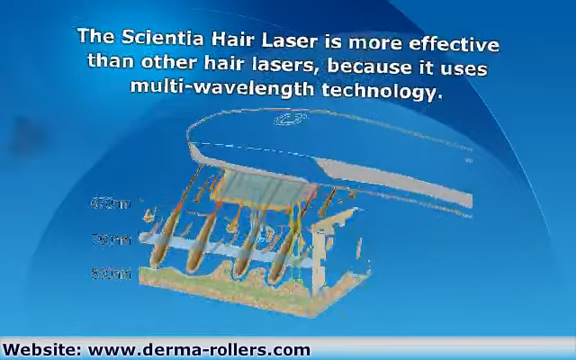 The Scientia Hair Laser is more effective
than other hair lasers, because it uses
multi-wavelength technology.
Website: www.derma-rollers.com